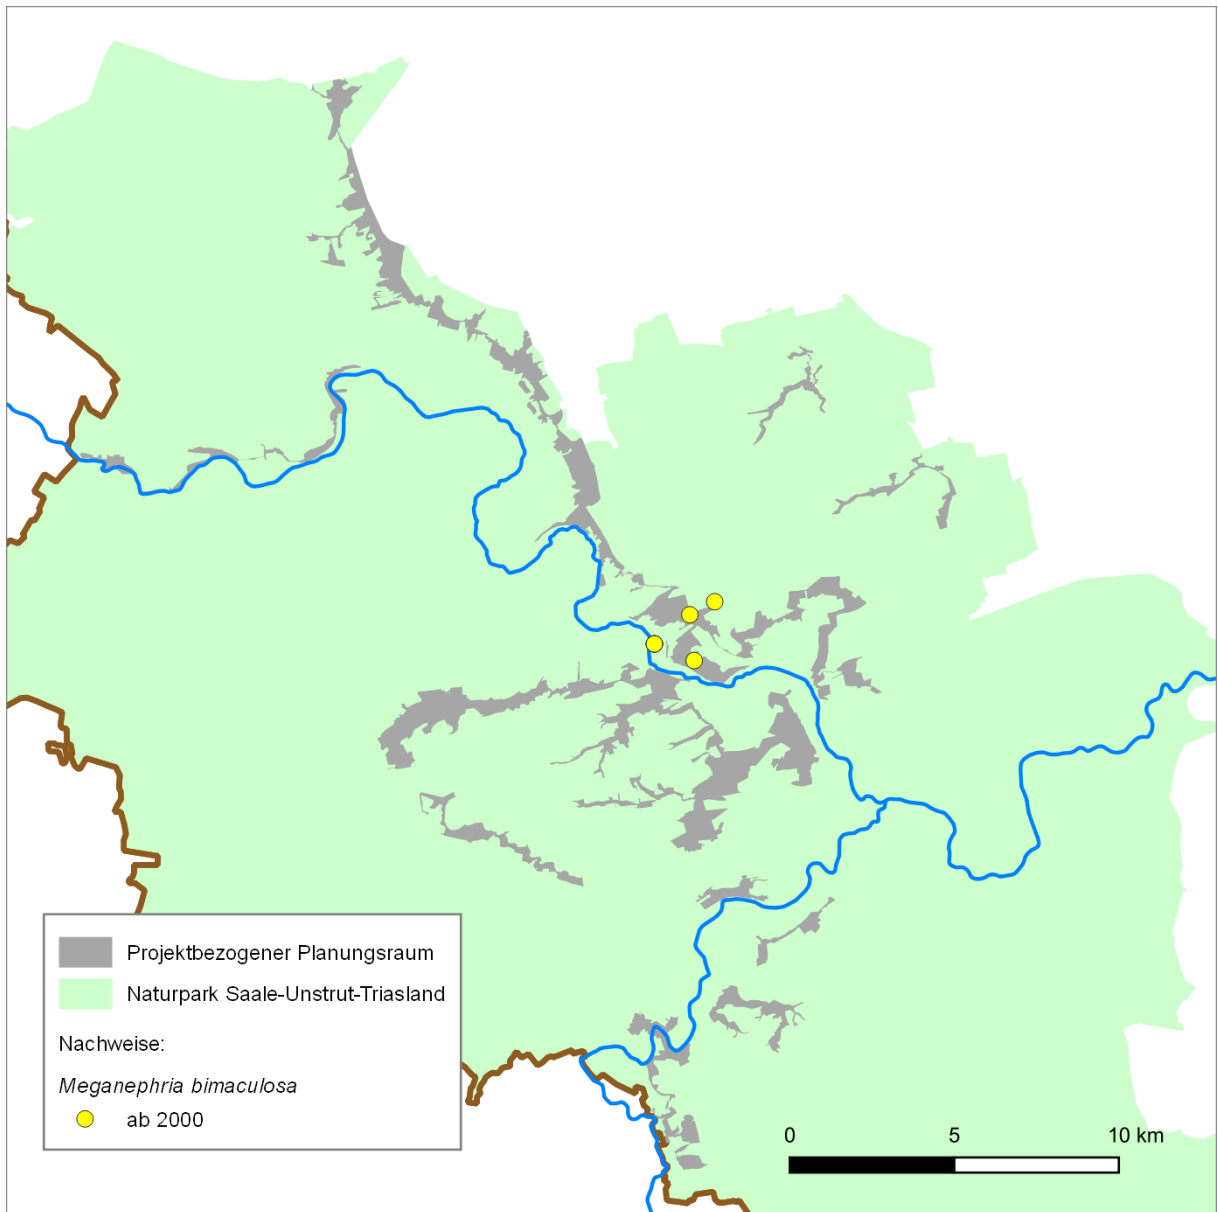 Projektbezogener Planungsraum
Naturpark Saale-Unstrut-Triasland
Nachweise:
Meganephria bimaculosa
ab 2000
0 5 10 km